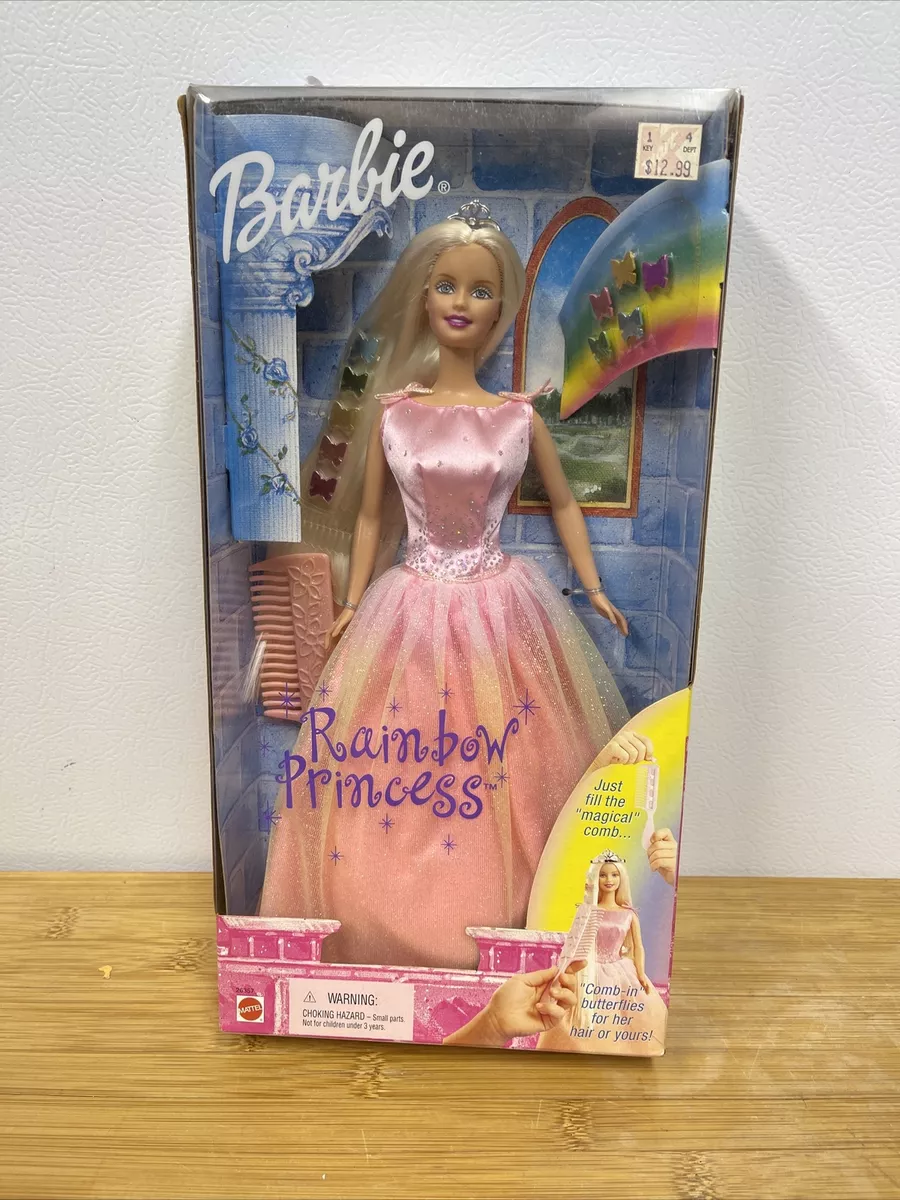 Barbie®
1 4
KEY DEPT
$12.99
Rainbow
Princess™
Just
fill the
"magical"
comb...
"Comb-in"
butterflies
for her
hair or yours!
MATTEL
⚠ WARNING:
CHOKING HAZARD – Small parts.
Not for children under 3 years.